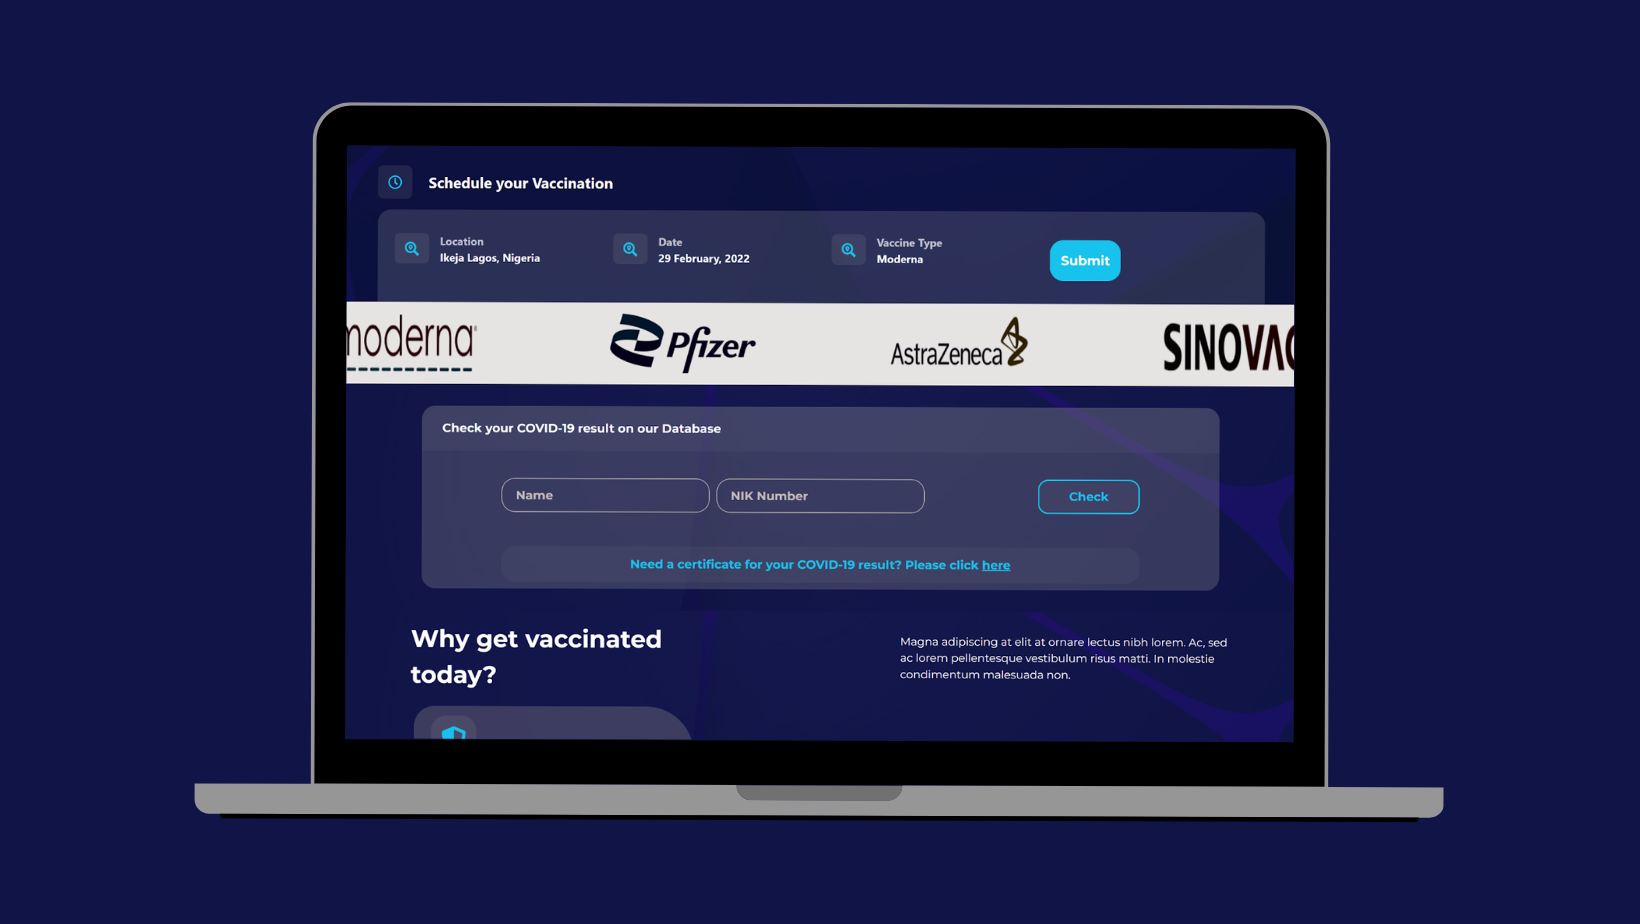 Schedule your Vaccination
Location
Ikeja Lagos, Nigeria
Date
29 February, 2022
Vaccine Type
Moderna
Submit
moderna®
Pfizer
AstraZeneca
SINOVAC
Check your COVID-19 result on our Database
Name
NIK Number
Check
Need a certificate for your COVID-19 result? Please click here
Why get vaccinated
today?
Magna adipiscing at elit at ornare lectus nibh lorem. Ac, sed
ac lorem pellentesque vestibulum risus matti. In molestie
condimentum malesuada non.